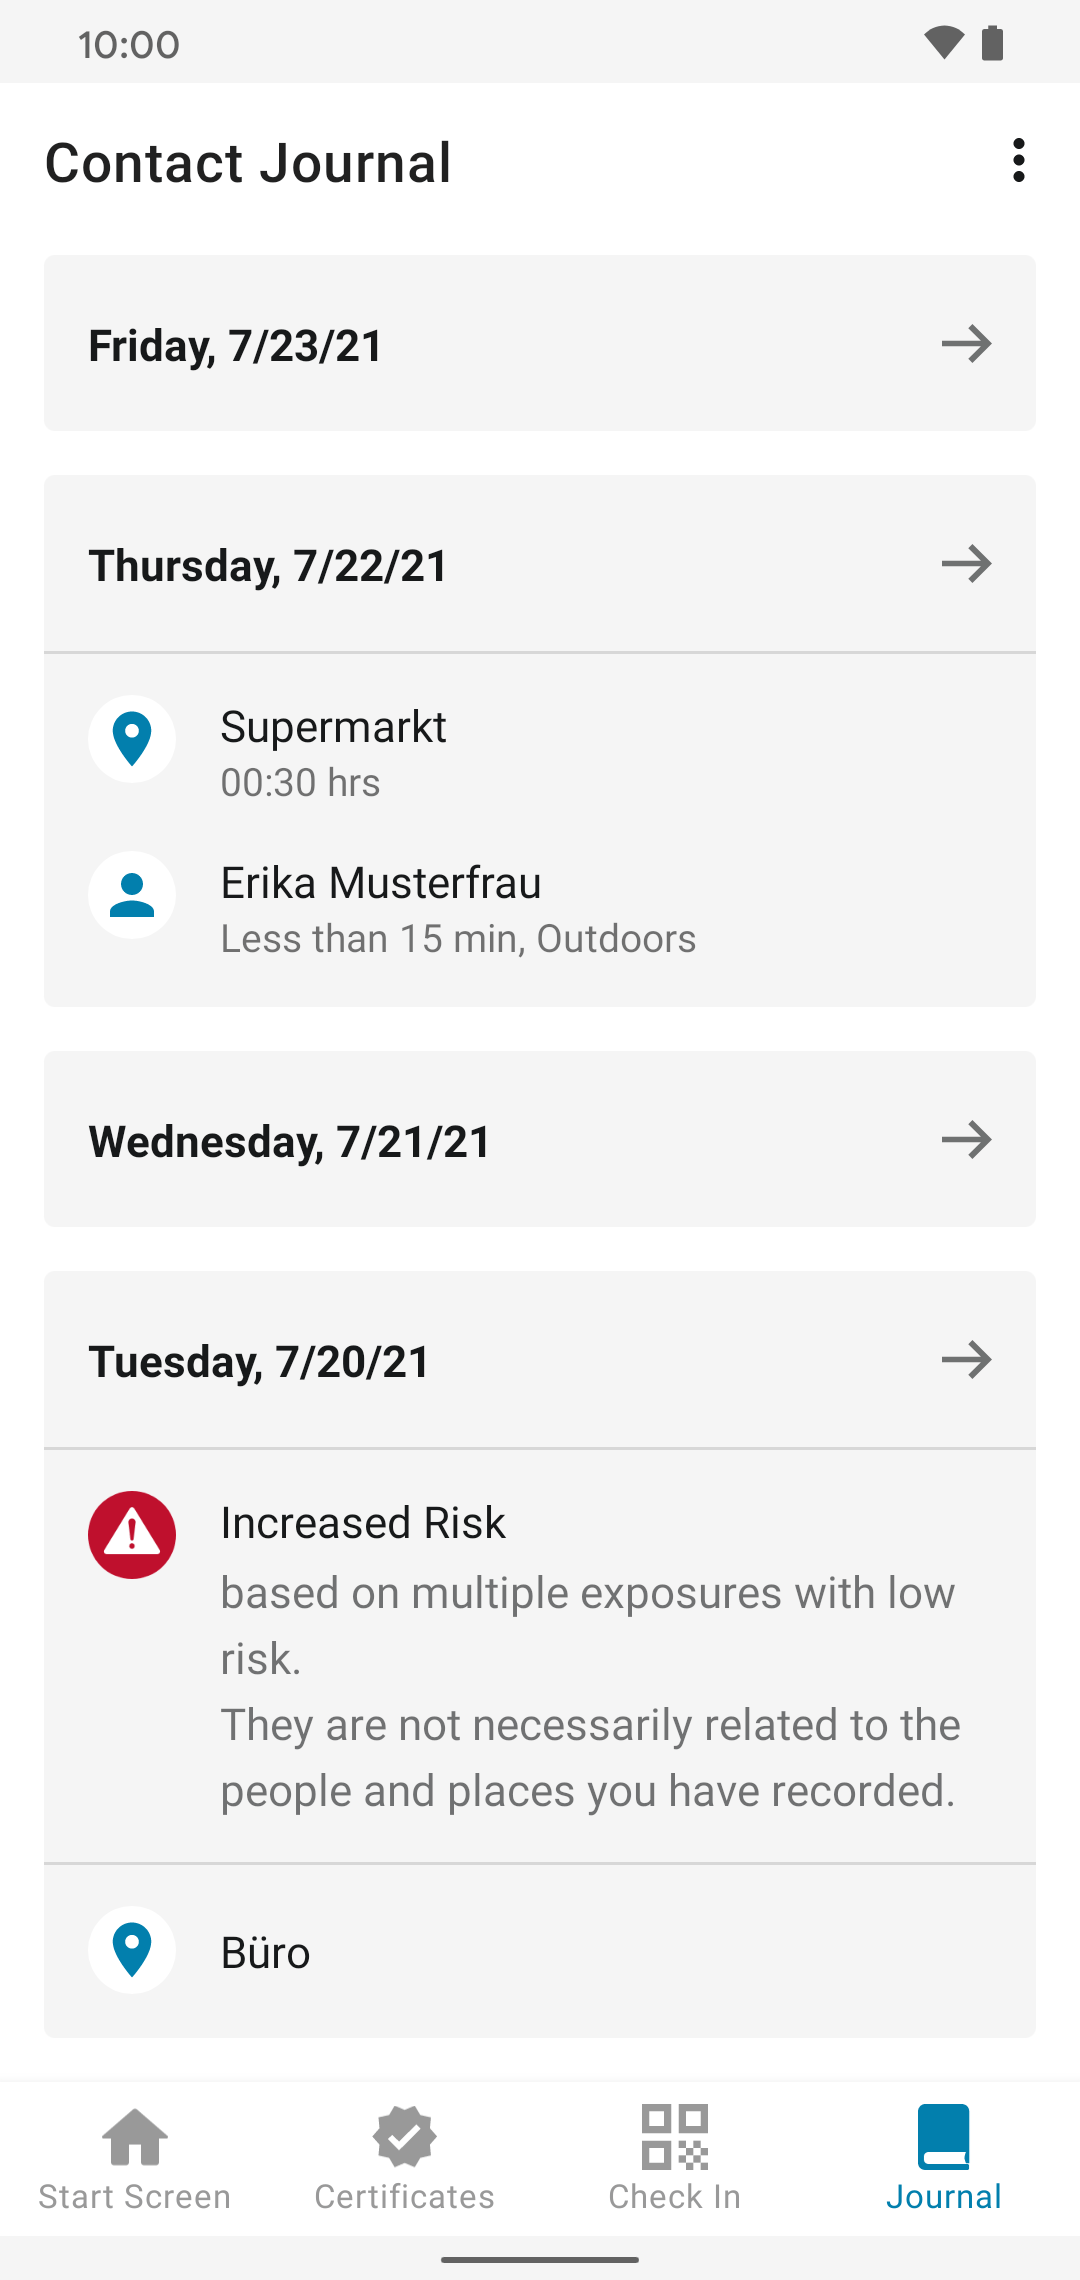 10:00
Contact Journal
Friday, 7/23/21
Thursday, 7/22/21
Supermarkt
00:30 hrs
Erika Musterfrau
Less than 15 min, Outdoors
Wednesday, 7/21/21
Tuesday, 7/20/21
Increased Risk
based on multiple exposures with low
risk.
They are not necessarily related to the
people and places you have recorded.
Büro
Start Screen
Certificates
Check In
Journal